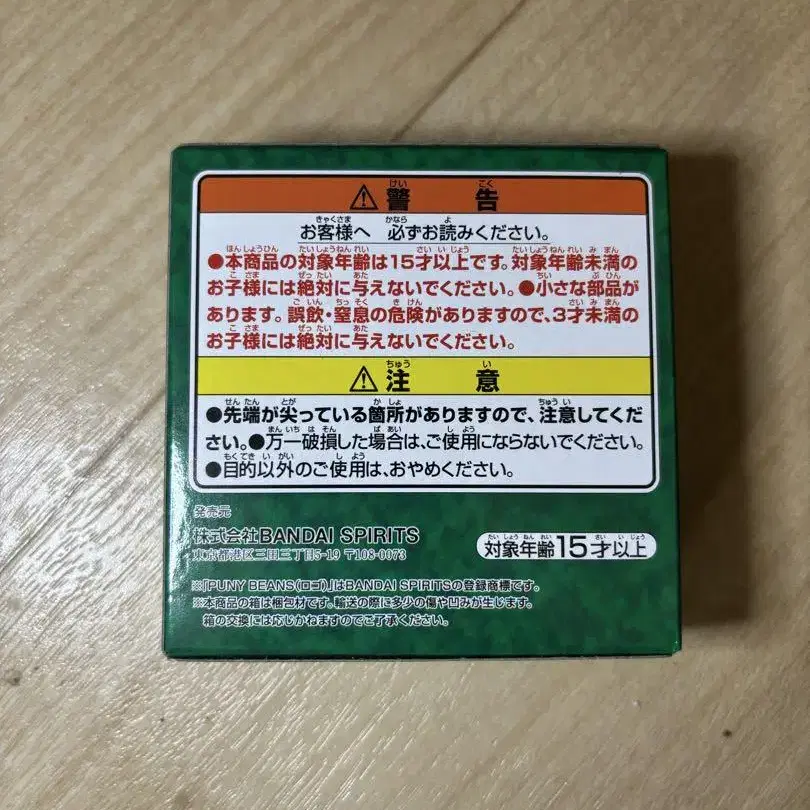 ⚠警告
お客様へ 必ずお読みください。
●本商品の対象年齢は15才以上です。対象年齢未満の
お子様には絶対に与えないでください。●小さな部品が
あります。誤飲・窒息の危険がありますので、3才未満の
お子様には絶対に与えないでください。
⚠注意
●先端が尖っている箇所がありますので、注意してくだ
さい。●万一破損した場合は、ご使用にならないでください。
●目的以外のご使用は、おやめください。
発売元
株式会社BANDAI SPIRITS
東京都港区三田三丁目5-19 〒108-0073
対象年齢15才以上
※「PUNY BEANS(ロゴ)」はBANDAI SPIRITSの登録商標です。
※本商品の箱は梱包材です。輸送の際に多少の傷や凹みが生じます。
箱の交換には応じかねますのでご了承ください。